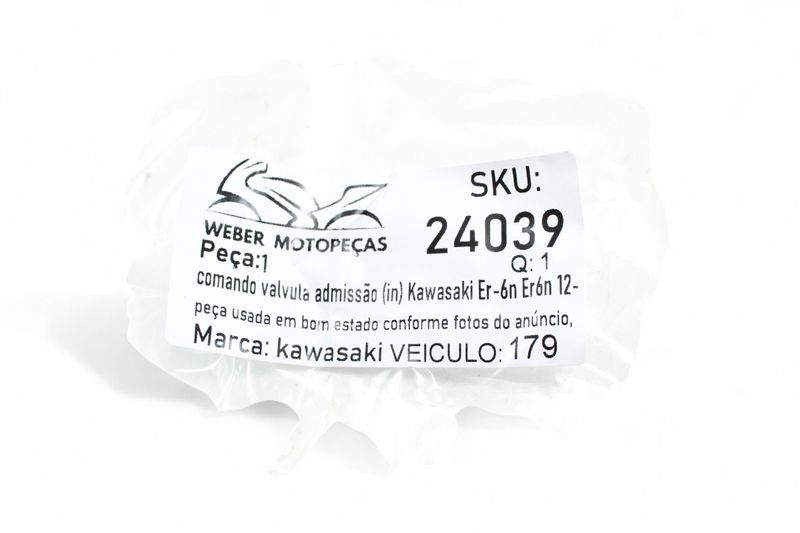 WEBER MOTOPEÇAS
SKU:
24039
Peça:1
Q: 1
comando valvula admissão (in) Kawasaki Er-6n Er6n 12-
peça usada em bom estado conforme fotos do anúncio,
Marca: kawasaki VEICULO: 179